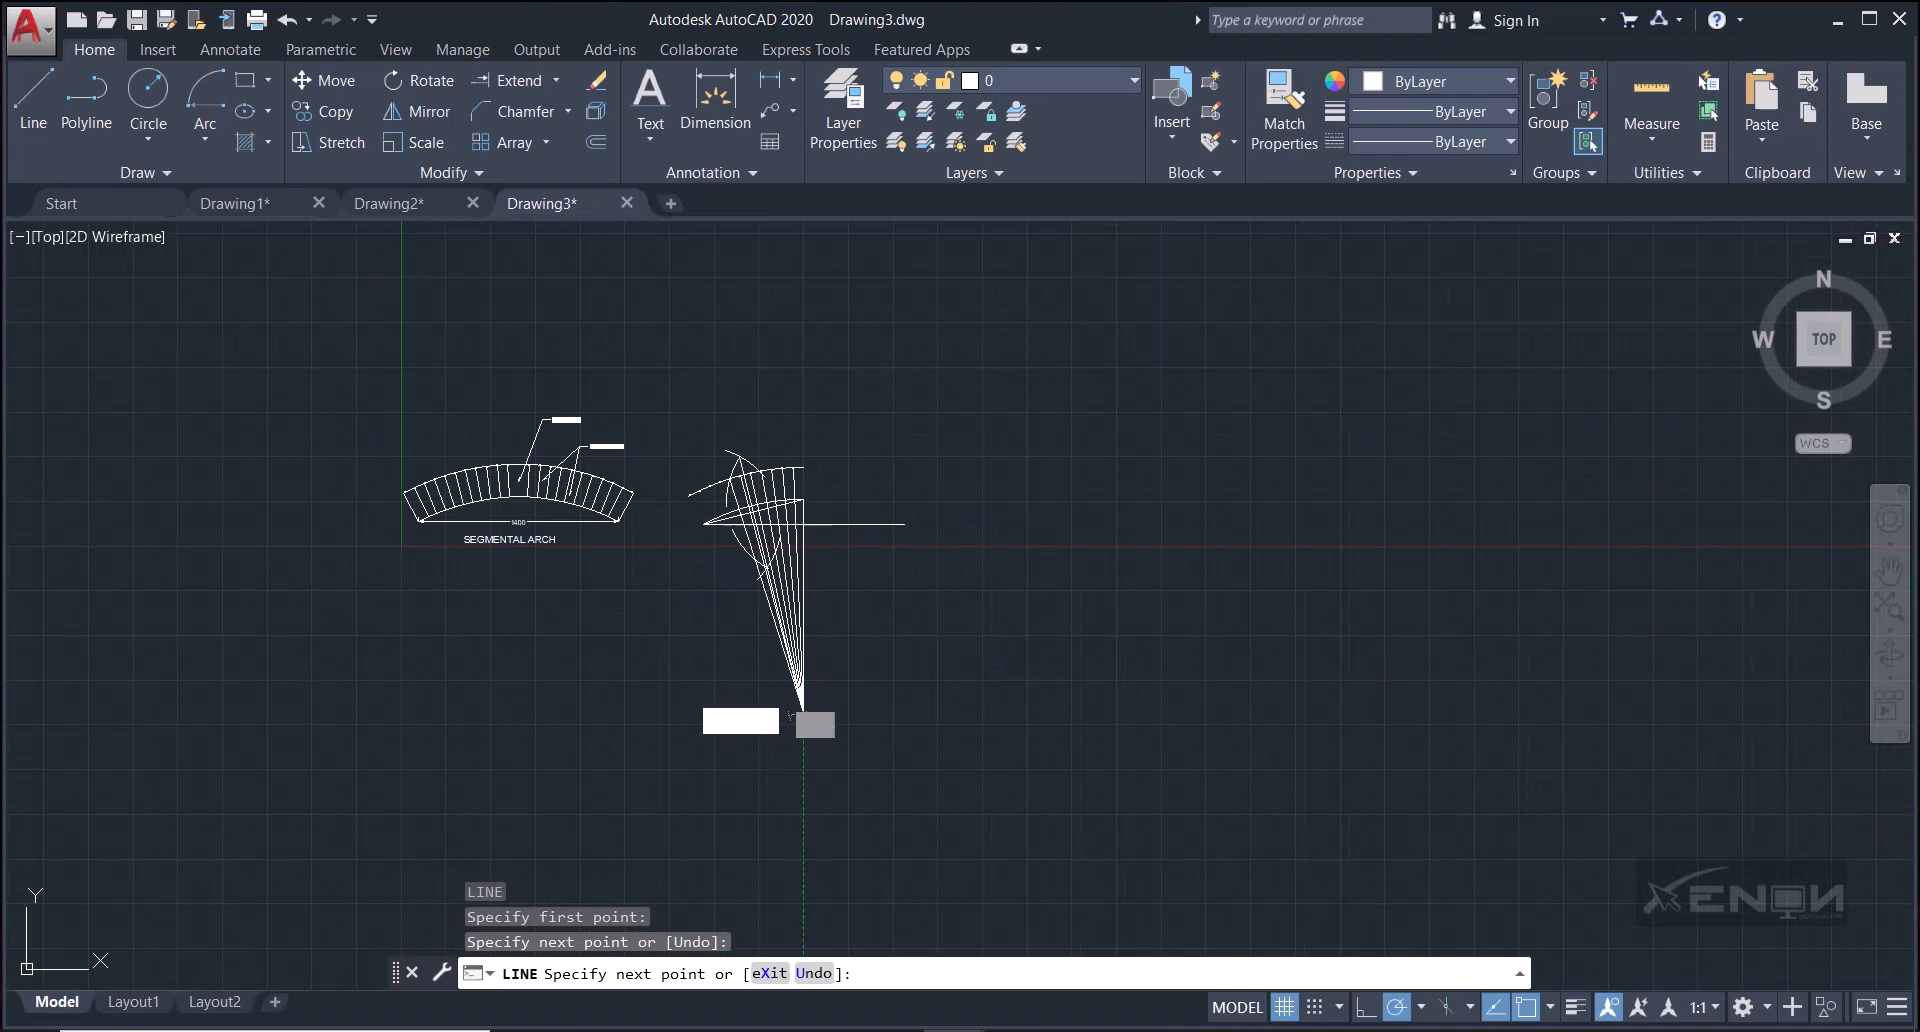 Autodesk AutoCAD 2020 Drawing3.dwg
Type a keyword or phrase
Sign In
Home Insert Annotate Parametric View Manage Output Add-ins Collaborate Express Tools Featured Apps
Line
Polyline
Circle
Arc
Draw
Move
Rotate
Extend
Copy
Mirror
Chamfer
Stretch
Scale
Array
Modify
Text
Dimension
Annotation
Layer
Properties
0
Layers
Insert
Block
Match
Properties
ByLayer
ByLayer
ByLayer
Properties
Group
Groups
Measure
Utilities
Paste
Clipboard
Base
View
Start
Drawing1*
Drawing2*
Drawing3*
[−][Top][2D Wireframe]
N
W
TOP
E
S
WCS
1400
SEGMENTAL ARCH
XENON
Y
X
LINE
Specify first point:
Specify next point or [Undo]:
LINE Specify next point or [eXit Undo]:
Model
Layout1
Layout2
MODEL
1:1